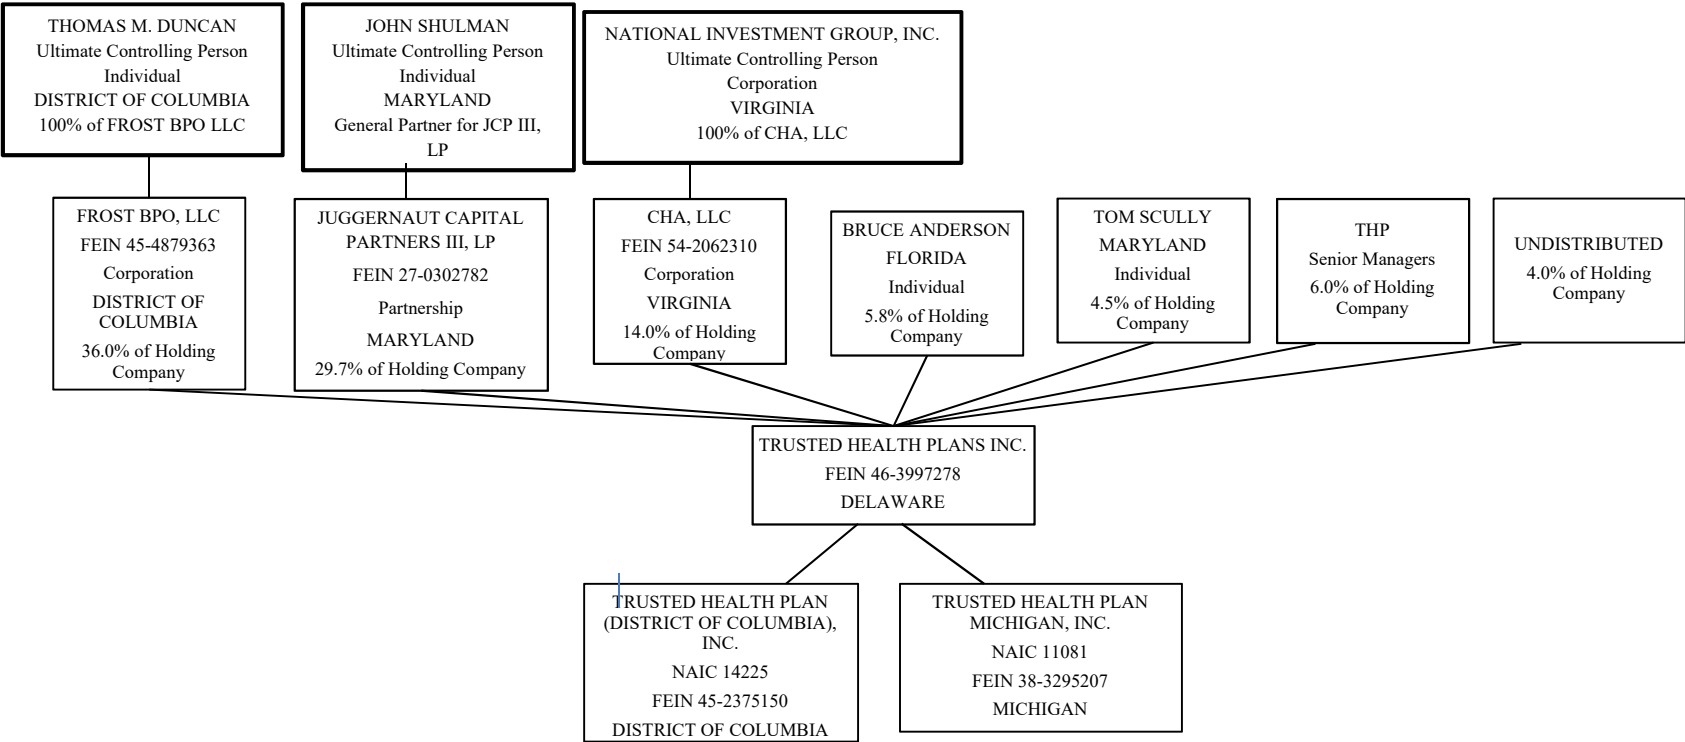 THOMAS M. DUNCAN
Ultimate Controlling Person
Individual
DISTRICT OF COLUMBIA
100% of FROST BPO LLC
JOHN SHULMAN
Ultimate Controlling Person
Individual
MARYLAND
General Partner for JCP III,
LP
NATIONAL INVESTMENT GROUP, INC.
Ultimate Controlling Person
Corporation
VIRGINIA
100% of CHA, LLC
FROST BPO, LLC
FEIN 45-4879363
Corporation
DISTRICT OF
COLUMBIA
36.0% of Holding
Company
JUGGERNAUT CAPITAL
PARTNERS III, LP
FEIN 27-0302782
Partnership
MARYLAND
29.7% of Holding Company
CHA, LLC
FEIN 54-2062310
Corporation
VIRGINIA
14.0% of Holding
Company
BRUCE ANDERSON
FLORIDA
Individual
5.8% of Holding
Company
TOM SCULLY
MARYLAND
Individual
4.5% of Holding
Company
THP
Senior Managers
6.0% of Holding
Company
UNDISTRIBUTED
4.0% of Holding
Company
TRUSTED HEALTH PLANS INC.
FEIN 46-3997278
DELAWARE
TRUSTED HEALTH PLAN
(DISTRICT OF COLUMBIA),
INC.
NAIC 14225
FEIN 45-2375150
DISTRICT OF COLUMBIA
TRUSTED HEALTH PLAN
MICHIGAN, INC.
NAIC 11081
FEIN 38-3295207
MICHIGAN